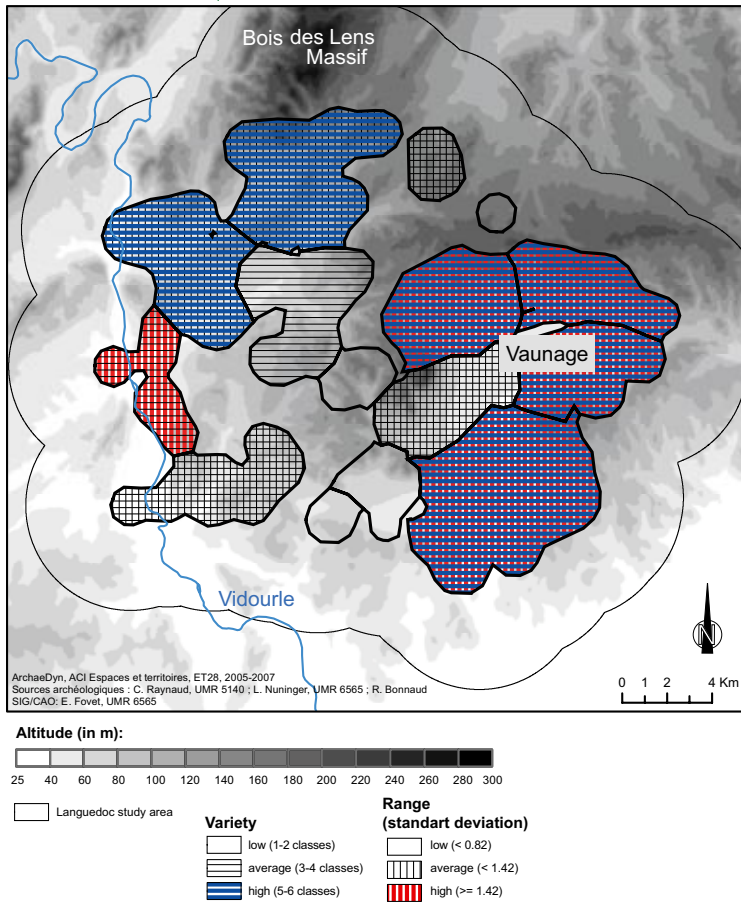 Bois des Lens
Massif
Vaunage
Vidourle
N
ArchaeDyn, ACI Espaces et territoires, ET28, 2005-2007
Sources archéologiques : C. Raynaud, UMR 5140 ; L. Nuninger, UMR 6565 ; R. Bonnaud
SIG/CAO: E. Fovet, UMR 6565
0 1 2 4 Km
Altitude (in m):
25 40 60 80 100 120 140 160 180 200 220 240 260 280 300
Languedoc study area
Variety
low (1-2 classes)
average (3-4 classes)
high (5-6 classes)
Range
(standart deviation)
low (< 0.82)
average (< 1.42)
high (>= 1.42)